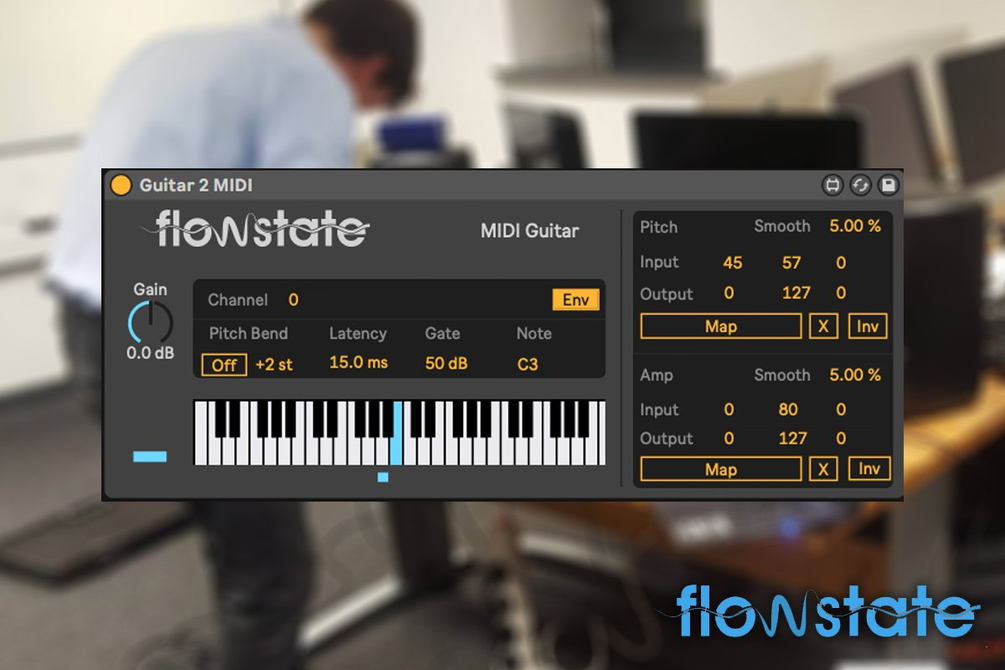 Guitar 2 MIDI
flowstate
MIDI Guitar
Gain
0.0 dB
Channel 0
Env
Pitch Bend Latency Gate Note
Off +2 st 15.0 ms 50 dB C3
Pitch Smooth 5.00 %
Input 45 57 0
Output 0 127 0
Map X Inv
Amp Smooth 5.00 %
Input 0 80 0
Output 0 127 0
Map X Inv
flowstate